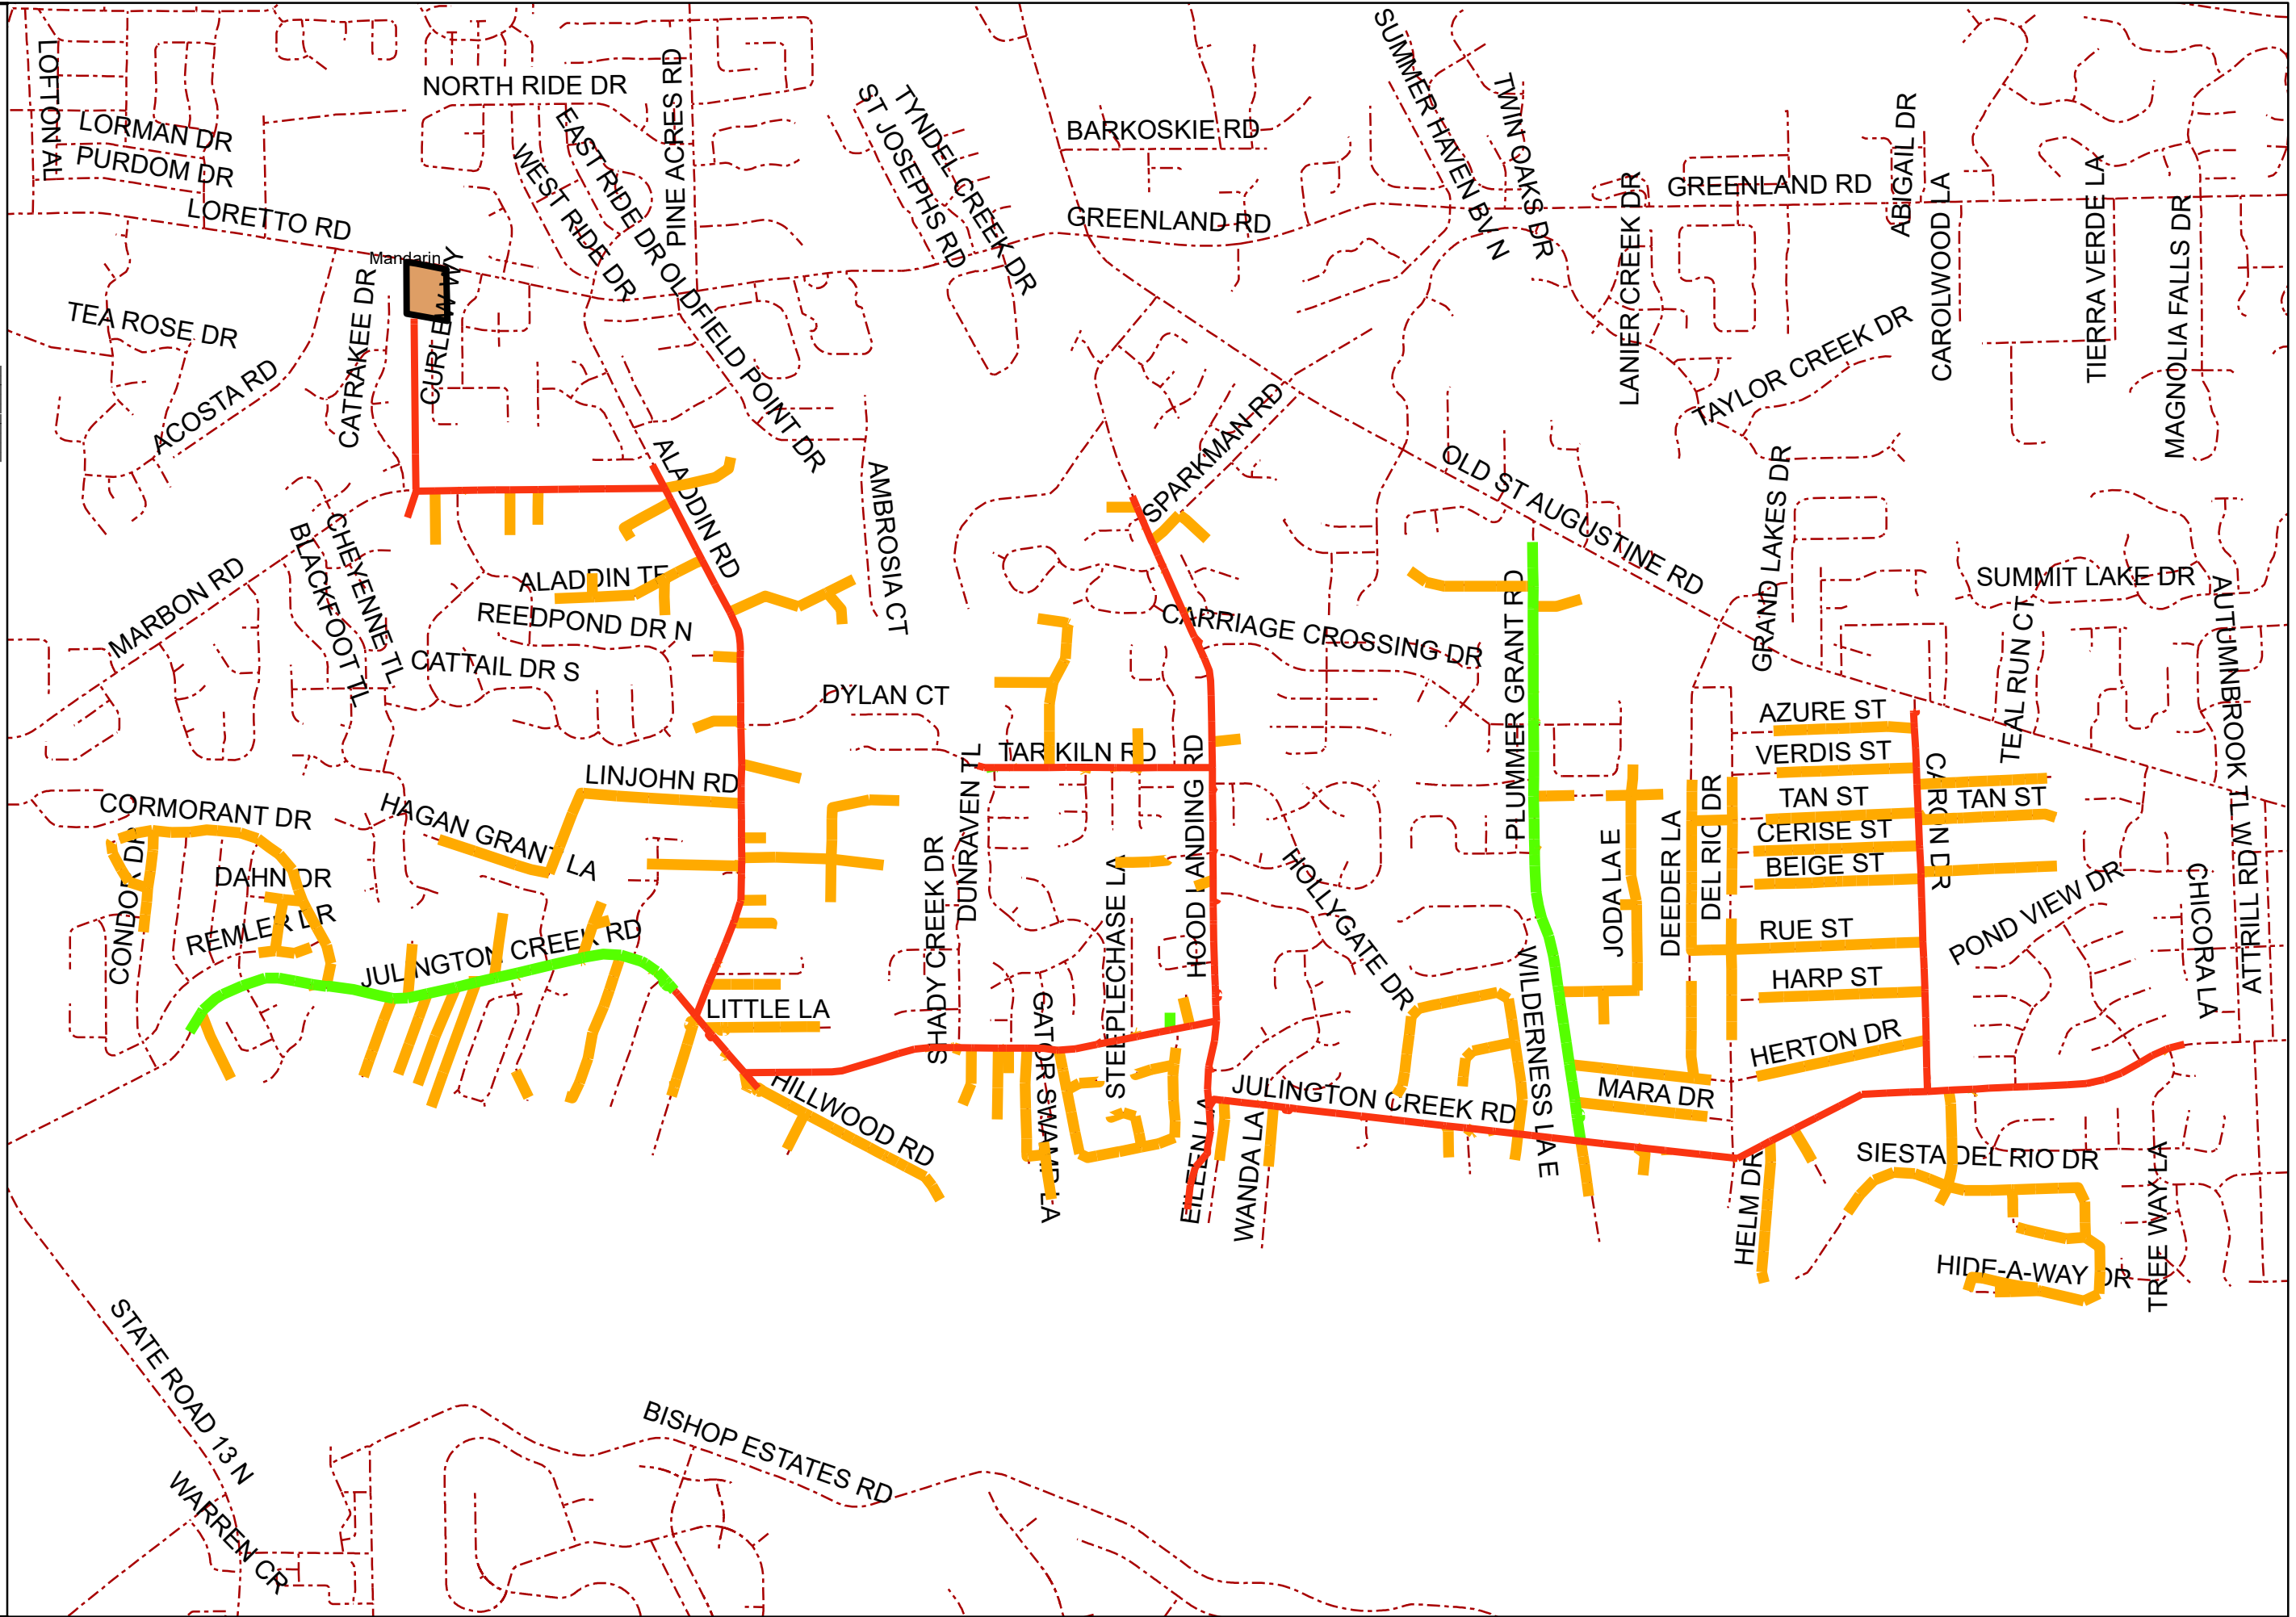 LOFTON AL
NORTH RIDE DR
PINE ACRES RD
SUMMER HAVEN BV N
TWIN OAKS DR
LORMAN DR
PURDOM DR
EAST RIDE DR
WEST RIDE DR
ST JOSEPHS RD
TYNDEL CREEK DR
BARKOSKIE RD
ABIGAIL DR
LORETTO RD
GREENLAND RD
GREENLAND RD
LANIER CREEK DR
CAROLWOOD LA
TIERRA VERDE LA
MAGNOLIA FALLS DR
Mandarin
CURLEW WY
CATRAKEE DR
OLDFIELD POINT DR
TEA ROSE DR
ACOSTA RD
TAYLOR CREEK DR
SPARKMAN RD
ALADDIN RD
AMBROSIA CT
OLD ST AUGUSTINE RD
GRAND LAKES DR
CHEYENNE TL
BLACKFOOT TL
MARBON RD
ALADDIN TE
REEDPOND DR N
CATTAIL DR S
CARRIAGE CROSSING DR
PLUMMER GRANT RD
SUMMIT LAKE DR
TEAL RUN CT
AUTUMNBROOK TL W
DYLAN CT
AZURE ST
VERDIS ST
TAR KILN RD
DUNRAVEN TL
HOOD LANDING RD
LINJOHN RD
CARON DR
TAN ST
TAN ST
CORMORANT DR
HAGAN GRANT LA
CERISE ST
BEIGE ST
DEL RIO DR
DEEDER LA
JODA LA E
CONDOR DR
DAHN DR
REMLER DR
SHADY CREEK DR
STEEPLECHASE LA
HOLLYGATE DR
POND VIEW DR
CHICORA LA
ATTRILL RD
JULINGTON CREEK RD
RUE ST
HARP ST
LITTLE LA
GATOR SWAMP LA
WILDERNESS LA E
HERTON DR
HILLWOOD RD
JULINGTON CREEK RD
MARA DR
EILEEN LA
WANDA LA
HELM DR
SIESTA DEL RIO DR
TREE WAY LA
HIDE-A-WAY DR
STATE ROAD 13 N
BISHOP ESTATES RD
WARREN CR